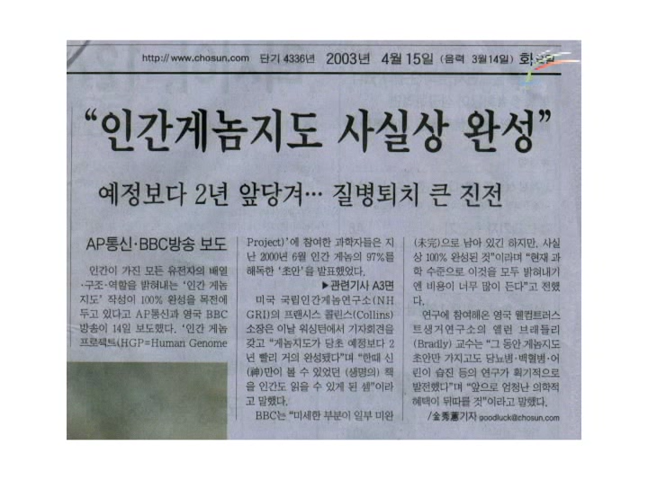 http://www.chosun.com 단기 4336년 2003년 4월 15일 (음력 3월 14일) 화요일
“인간게놈지도 사실상 완성”
예정보다 2년 앞당겨… 질병퇴치 큰 진전
AP통신·BBC방송 보도
인간이 가진 모든 유전자의 배열
·구조·역할을 밝혀내는 ‘인간 게놈
지도’ 작성이 100% 완성을 목전에
두고 있다고 AP통신과 영국 BBC
방송이 14일 보도했다. ‘인간 게놈
프로젝트(HGP=Human Genome
Project)’에 참여한 과학자들은 지
난 2000년 6월 인간 게놈의 97%를
해독한 ‘초안’을 발표했었다.
▶관련기사 A3면
미국 국립인간게놈연구소(NH
GRI)의 프랜시스 콜린스(Collins)
소장은 이날 워싱턴에서 기자회견을
갖고 “게놈지도가 당초 예정보다 2
년 빨리 거의 완성됐다”며 “한때 신
(神)만이 볼 수 있었던 (생명의) 책
을 인간도 읽을 수 있게 된 셈”이라
고 말했다.
BBC는 “미세한 부분이 일부 미완
(未完)으로 남아 있긴 하지만, 사실
상 100% 완성된 것”이라며 “현재 과
학 수준으로 이것을 모두 밝혀내기
엔 비용이 너무 많이 든다”고 전했
다.
연구에 참여해온 영국 웰컴트러스
트생거연구소의 앨런 브래들리
(Bradly) 교수는 “그 동안 게놈지도
초안만 가지고도 당뇨병·백혈병·어
린이 습진 등의 연구가 획기적으로
발전했다”며 “앞으로 엄청난 의학적
혜택이 뒤따를 것”이라고 말했다.
/金秀憲기자 goodluck@chosun.com